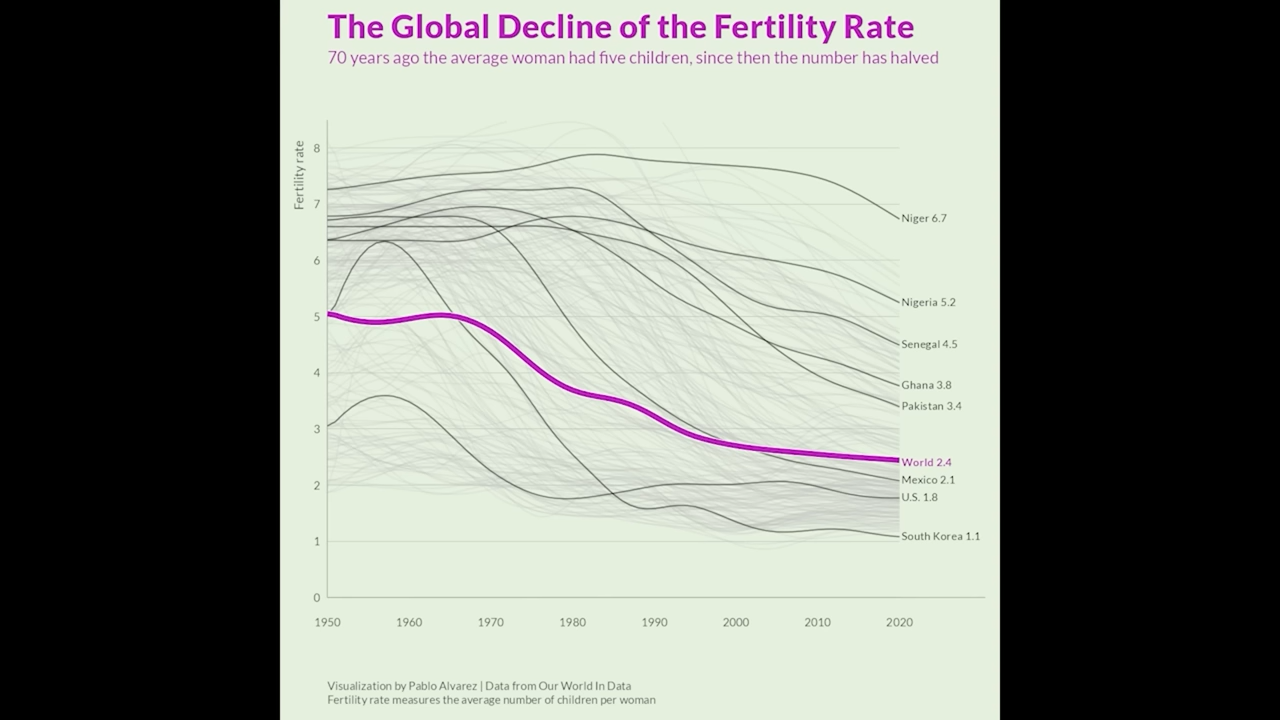 The Global Decline of the Fertility Rate
70 years ago the average woman had five children, since then the number has halved
Fertility rate
8
7
6
5
4
3
2
1
0
Niger 6.7
Nigeria 5.2
Senegal 4.5
Ghana 3.8
Pakistan 3.4
World 2.4
Mexico 2.1
U.S. 1.8
South Korea 1.1
1950 1960 1970 1980 1990 2000 2010 2020
Visualization by Pablo Alvarez | Data from Our World In Data
Fertility rate measures the average number of children per woman